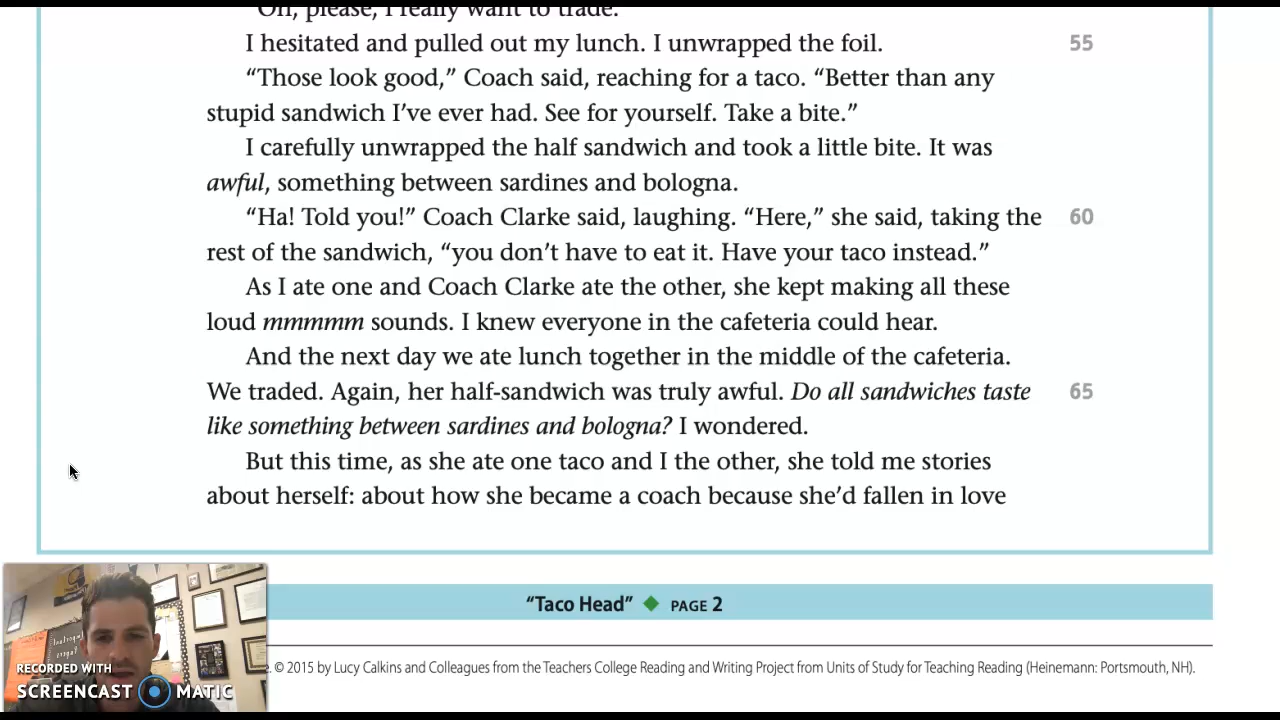 "Oh, please, I really want to trade.
I hesitated and pulled out my lunch. I unwrapped the foil. 55
"Those look good," Coach said, reaching for a taco. "Better than any
stupid sandwich I've ever had. See for yourself. Take a bite."
I carefully unwrapped the half sandwich and took a little bite. It was
awful, something between sardines and bologna.
"Ha! Told you!" Coach Clarke said, laughing. "Here," she said, taking the 60
rest of the sandwich, "you don't have to eat it. Have your taco instead."
As I ate one and Coach Clarke ate the other, she kept making all these
loud mmmmm sounds. I knew everyone in the cafeteria could hear.
And the next day we ate lunch together in the middle of the cafeteria.
We traded. Again, her half-sandwich was truly awful. Do all sandwiches taste 65
like something between sardines and bologna? I wondered.
But this time, as she ate one taco and I the other, she told me stories
about herself: about how she became a coach because she'd fallen in love
"Taco Head" ◆ PAGE 2
© 2015 by Lucy Calkins and Colleagues from the Teachers College Reading and Writing Project from Units of Study for Teaching Reading (Heinemann: Portsmouth, NH).
RECORDED WITH
SCREENCAST MATIC